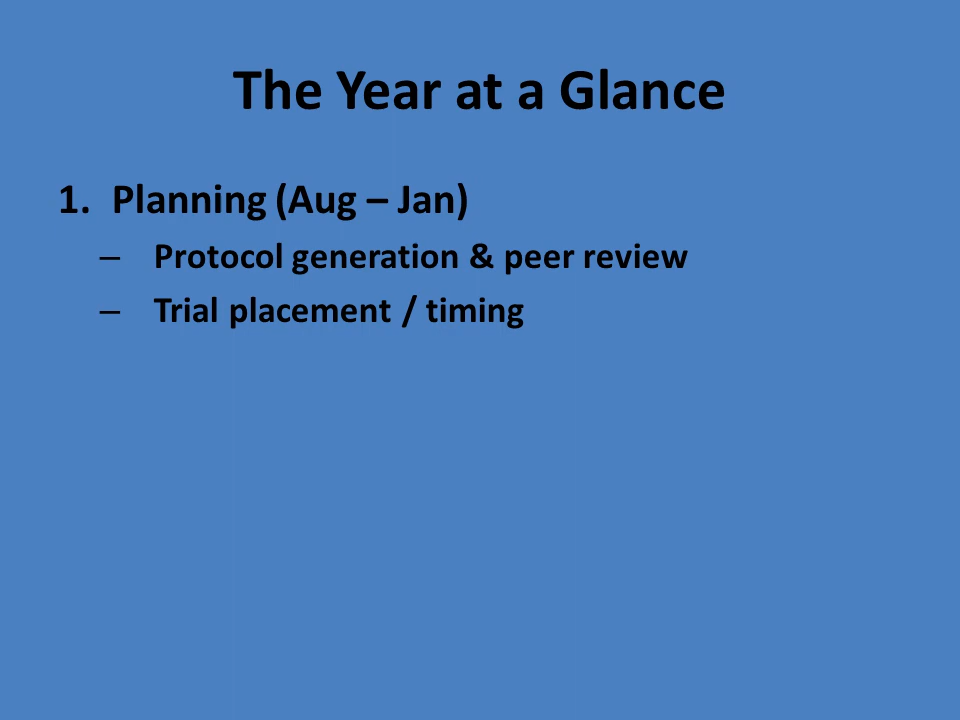 The Year at a Glance
1. Planning (Aug – Jan)
– Protocol generation & peer review
– Trial placement / timing